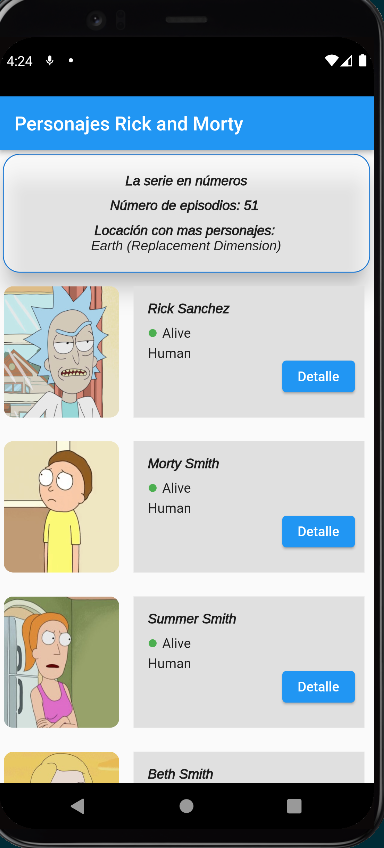 4:24
Personajes Rick and Morty
La serie en números
Número de episodios: 51
Locación con mas personajes:
Earth (Replacement Dimension)
Rick Sanchez
Alive
Human
Detalle
Morty Smith
Alive
Human
Detalle
Summer Smith
Alive
Human
Detalle
Beth Smith